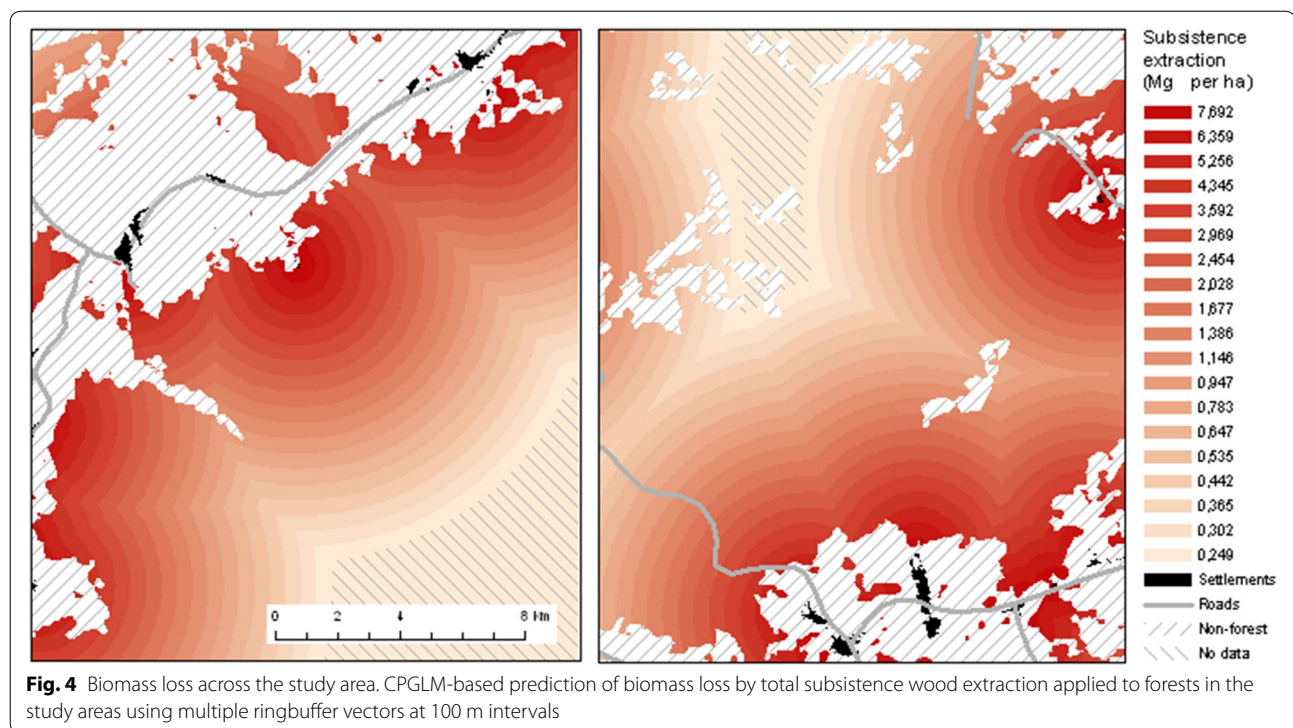 Subsistence
extraction
(Mg per ha)
7,692
6,359
5,256
4,345
3,592
2,969
2,454
2,028
1,677
1,386
1,146
0,947
0,783
0,647
0,535
0,442
0,365
0,302
0,249
Settlements
Roads
Non-forest
No data
0 2 4 8 km
Fig. 4 Biomass loss across the study area. CPGLM-based prediction of biomass loss by total subsistence wood extraction applied to forests in the
study areas using multiple ringbuffer vectors at 100 m intervals